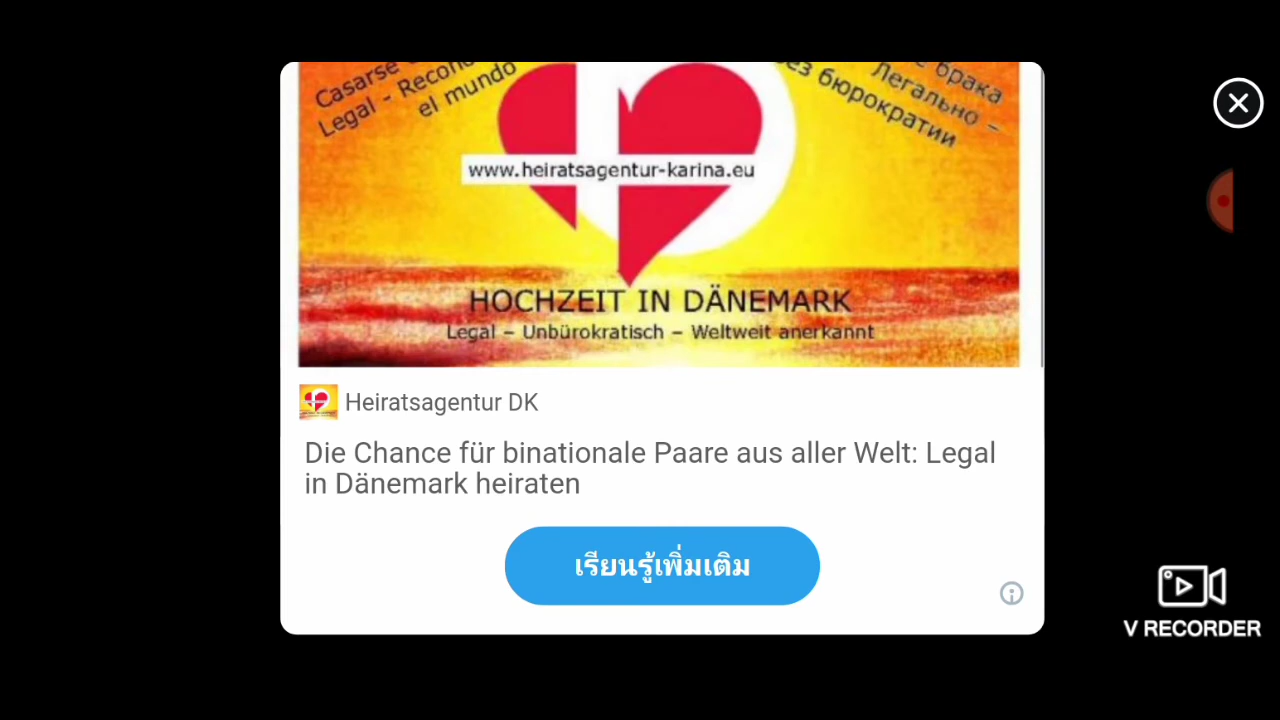 Casarse
Legal - Recono
el mundo
брака
Легально –
без бюрократии
www.heiratsagentur-karina.eu
HOCHZEIT IN DÄNEMARK
Legal – Unbürokratisch – Weltweit anerkannt
Heiratsagentur DK
Die Chance für binationale Paare aus aller Welt: Legal
in Dänemark heiraten
เรียนรู้เพิ่มเติม
V RECORDER